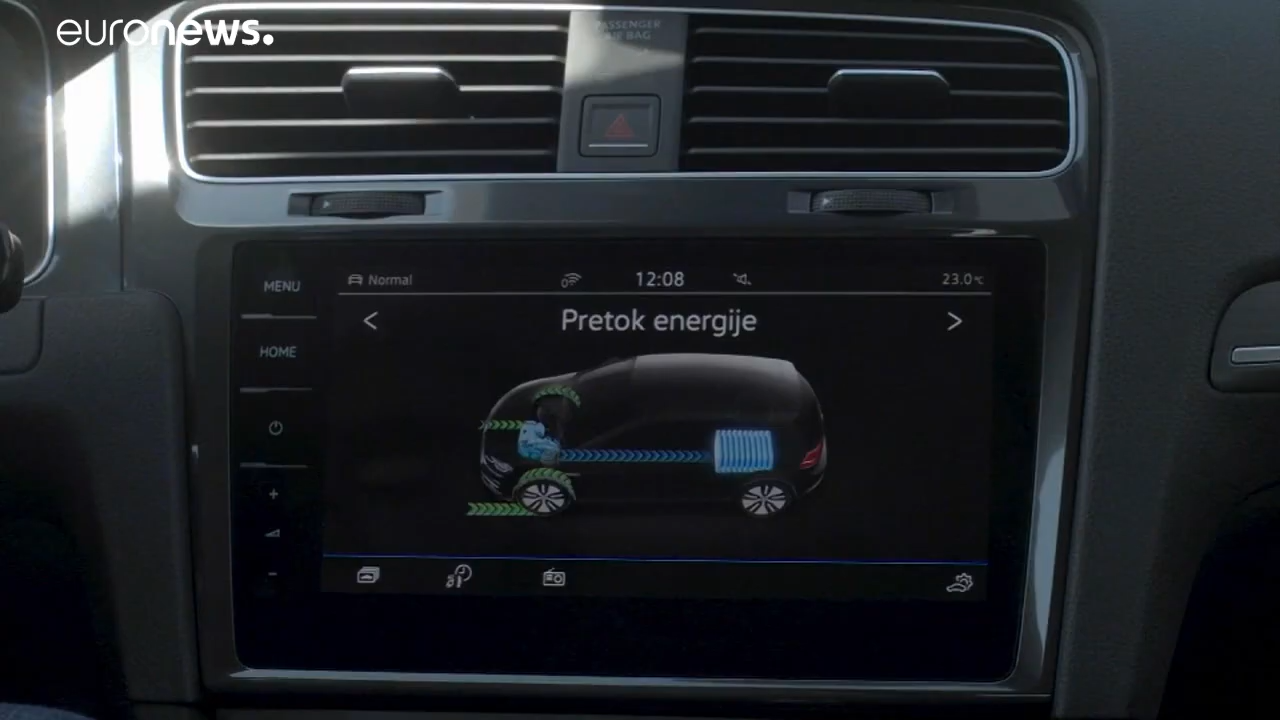 euronews.
PASSENGER
AIR BAG
MENU
Normal
12:08
23.0°C
HOME
< Pretok energije >
+
-